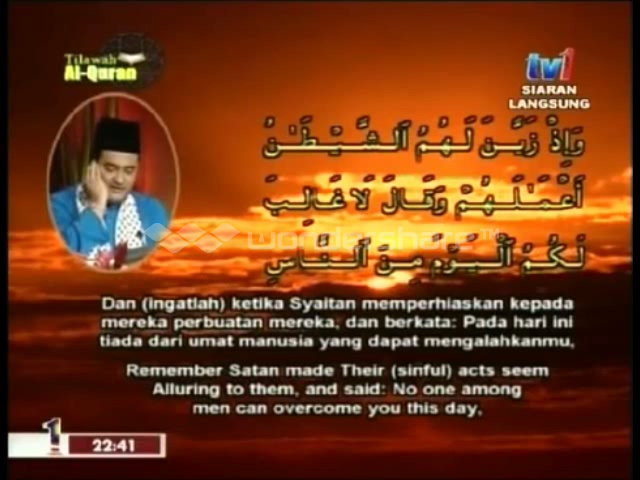 Tilawah
Al-Quran
tv1
SIARAN
LANGSUNG
وَإِذْ زَيَّنَ لَهُمُ ٱلشَّيْطَٰنُ
أَعْمَٰلَهُمْ وَقَالَ لَا غَالِبَ
لَكُمُ ٱلْيَوْمَ مِنَ ٱلنَّاسِ
wondershare™
Dan (ingatlah) ketika Syaitan memperhiaskan kepada
mereka perbuatan mereka, dan berkata: Pada hari ini
tiada dari umat manusia yang dapat mengalahkanmu,
Remember Satan made Their (sinful) acts seem
Alluring to them, and said: No one among
men can overcome you this day,
1
22:41